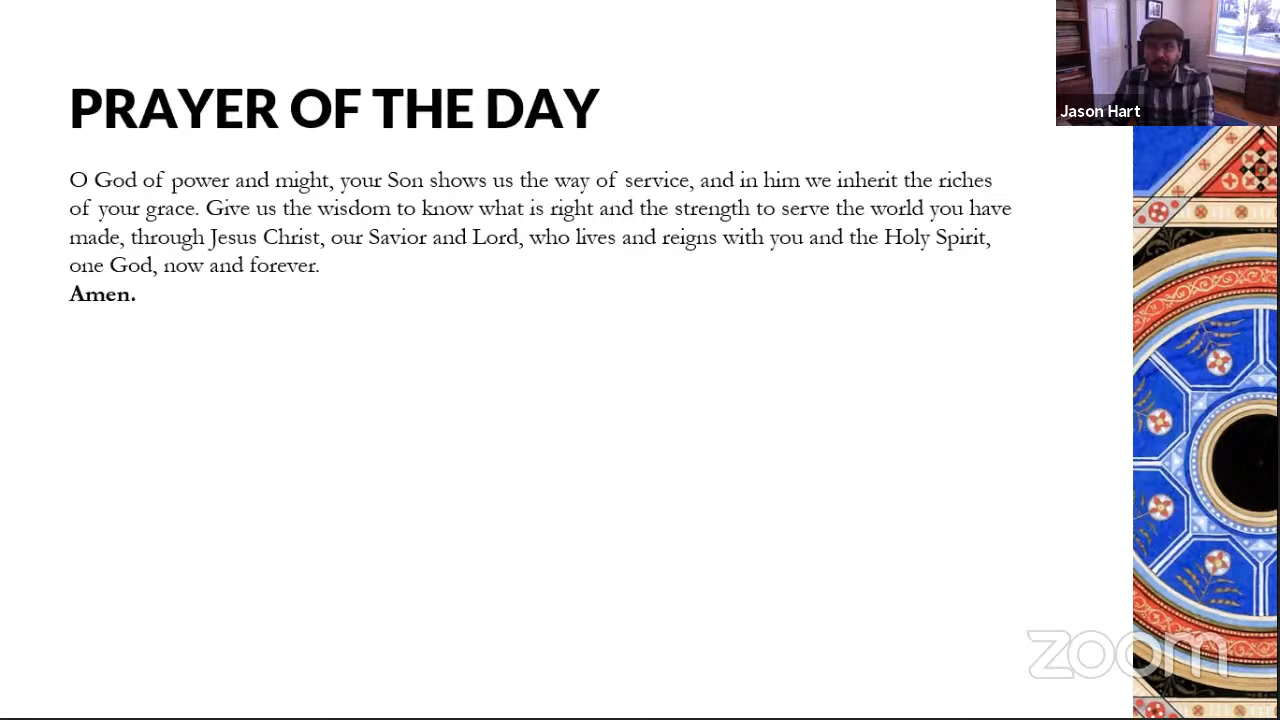 PRAYER OF THE DAY
O God of power and might, your Son shows us the way of service, and in him we inherit the riches
of your grace. Give us the wisdom to know what is right and the strength to serve the world you have
made, through Jesus Christ, our Savior and Lord, who lives and reigns with you and the Holy Spirit,
one God, now and forever.
Amen.
Jason Hart
zoom